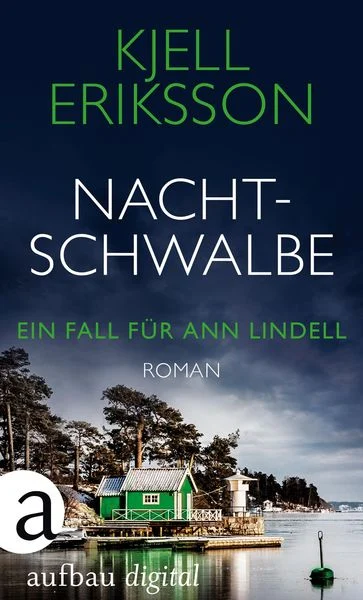 KJELL
ERIKSSON
NACHT-
SCHWALBE
EIN FALL FÜR ANN LINDELL
ROMAN
a
aufbau digital